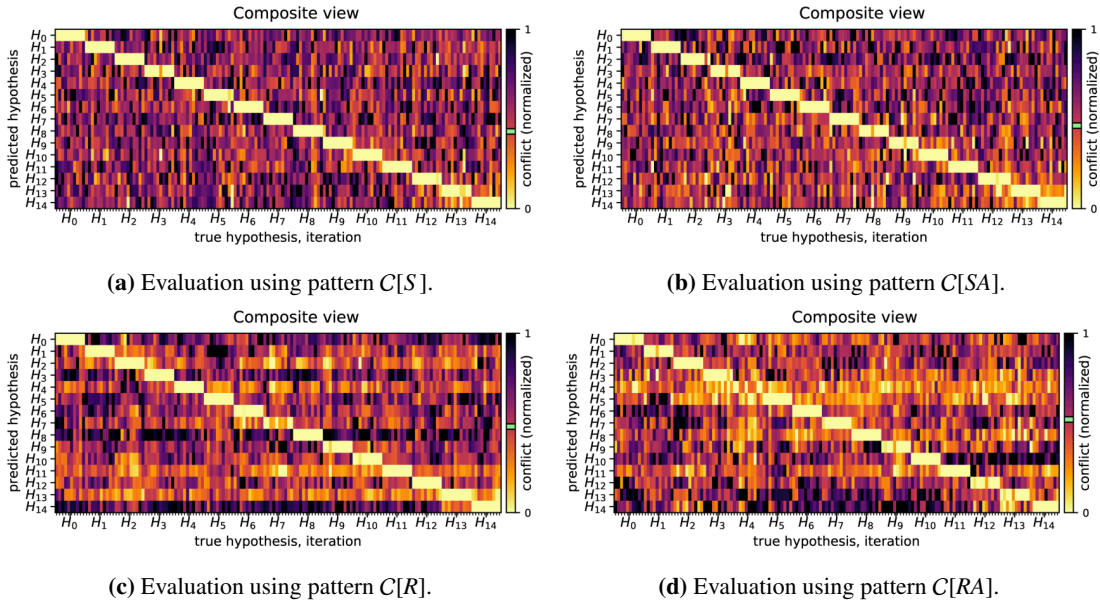 Composite view
H0
H1
H2
H3
H4
H5
H6
H7
H8
H9
H10
H11
H12
H13
H14
predicted hypothesis
H0 H1 H2 H3 H4 H5 H6 H7 H8 H9 H10 H11 H12 H13 H14
true hypothesis, iteration
1
conflict (normalized)
0
(a) Evaluation using pattern C[S].
Composite view
H0
H1
H2
H3
H4
H5
H6
H7
H8
H9
H10
H11
H12
H13
H14
predicted hypothesis
H0 H1 H2 H3 H4 H5 H6 H7 H8 H9 H10 H11 H12 H13 H14
true hypothesis, iteration
1
conflict (normalized)
0
(b) Evaluation using pattern C[SA].
Composite view
H0
H1
H2
H3
H4
H5
H6
H7
H8
H9
H10
H11
H12
H13
H14
predicted hypothesis
H0 H1 H2 H3 H4 H5 H6 H7 H8 H9 H10 H11 H12 H13 H14
true hypothesis, iteration
1
conflict (normalized)
0
(c) Evaluation using pattern C[R].
Composite view
H0
H1
H2
H3
H4
H5
H6
H7
H8
H9
H10
H11
H12
H13
H14
predicted hypothesis
H0 H1 H2 H3 H4 H5 H6 H7 H8 H9 H10 H11 H12 H13 H14
true hypothesis, iteration
1
conflict (normalized)
0
(d) Evaluation using pattern C[RA].